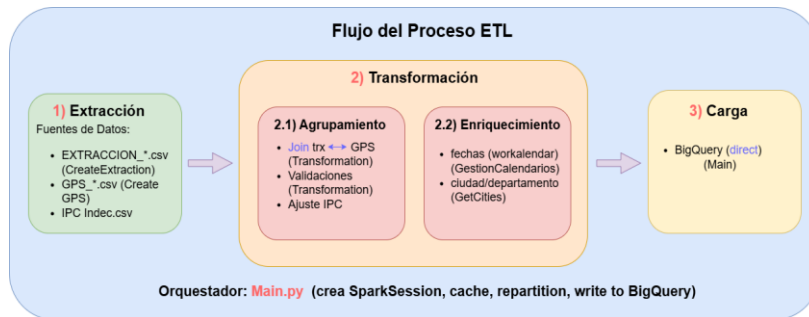 Flujo del Proceso ETL
1) Extracción
Fuentes de Datos:
• EXTRACCION_*.csv
(CreateExtraction)
• GPS_*.csv (Create
GPS)
• IPC Indec.csv
2) Transformación
2.1) Agrupamiento
• Join trx ⟷ GPS
(Transformation)
• Validaciones
(Transformation)
• Ajuste IPC
2.2) Enriquecimiento
• fechas (workalendar)
(GestionCalendarios)
• ciudad/departamento
(GetCities)
3) Carga
• BigQuery (direct)
(Main)
Orquestador: Main.py (crea SparkSession, cache, repartition, write to BigQuery)